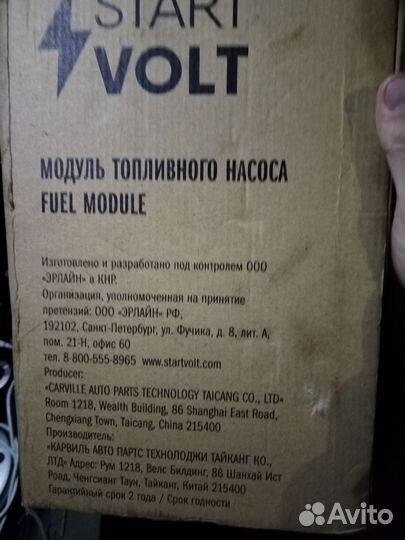 START
VOLT
МОДУЛЬ ТОПЛИВНОГО НАСОСА
FUEL MODULE
Изготовлено и разработано под контролем ООО
«ЭРЛАЙН» в КНР.
Организация, уполномоченная на принятие
претензий: ООО «ЭРЛАЙН» РФ,
192102, Санкт-Петербург, ул. Фучика, д. 8, лит. А,
пом. 21-Н, офис 60
тел. 8-800-555-8965 www.startvolt.com
Producer:
«CARVILLE AUTO PARTS TECHNOLOGY TAICANG CO., LTD»
Room 1218, Wealth Building, 86 Shanghai East Road,
Chengxiang Town, Taicang, China 215400
Производитель:
«КАРВИЛЬ АВТО ПАРТС ТЕХНОЛОДЖИ ТАЙКАНГ КО.,
ЛТД» Адрес: Рум 1218, Велс Билдинг, 86 Шанхай Ист
Роад, Ченгсианг Таун, Тайканг, Китай 215400
Гарантийный срок 2 года / Срок годности
Avito